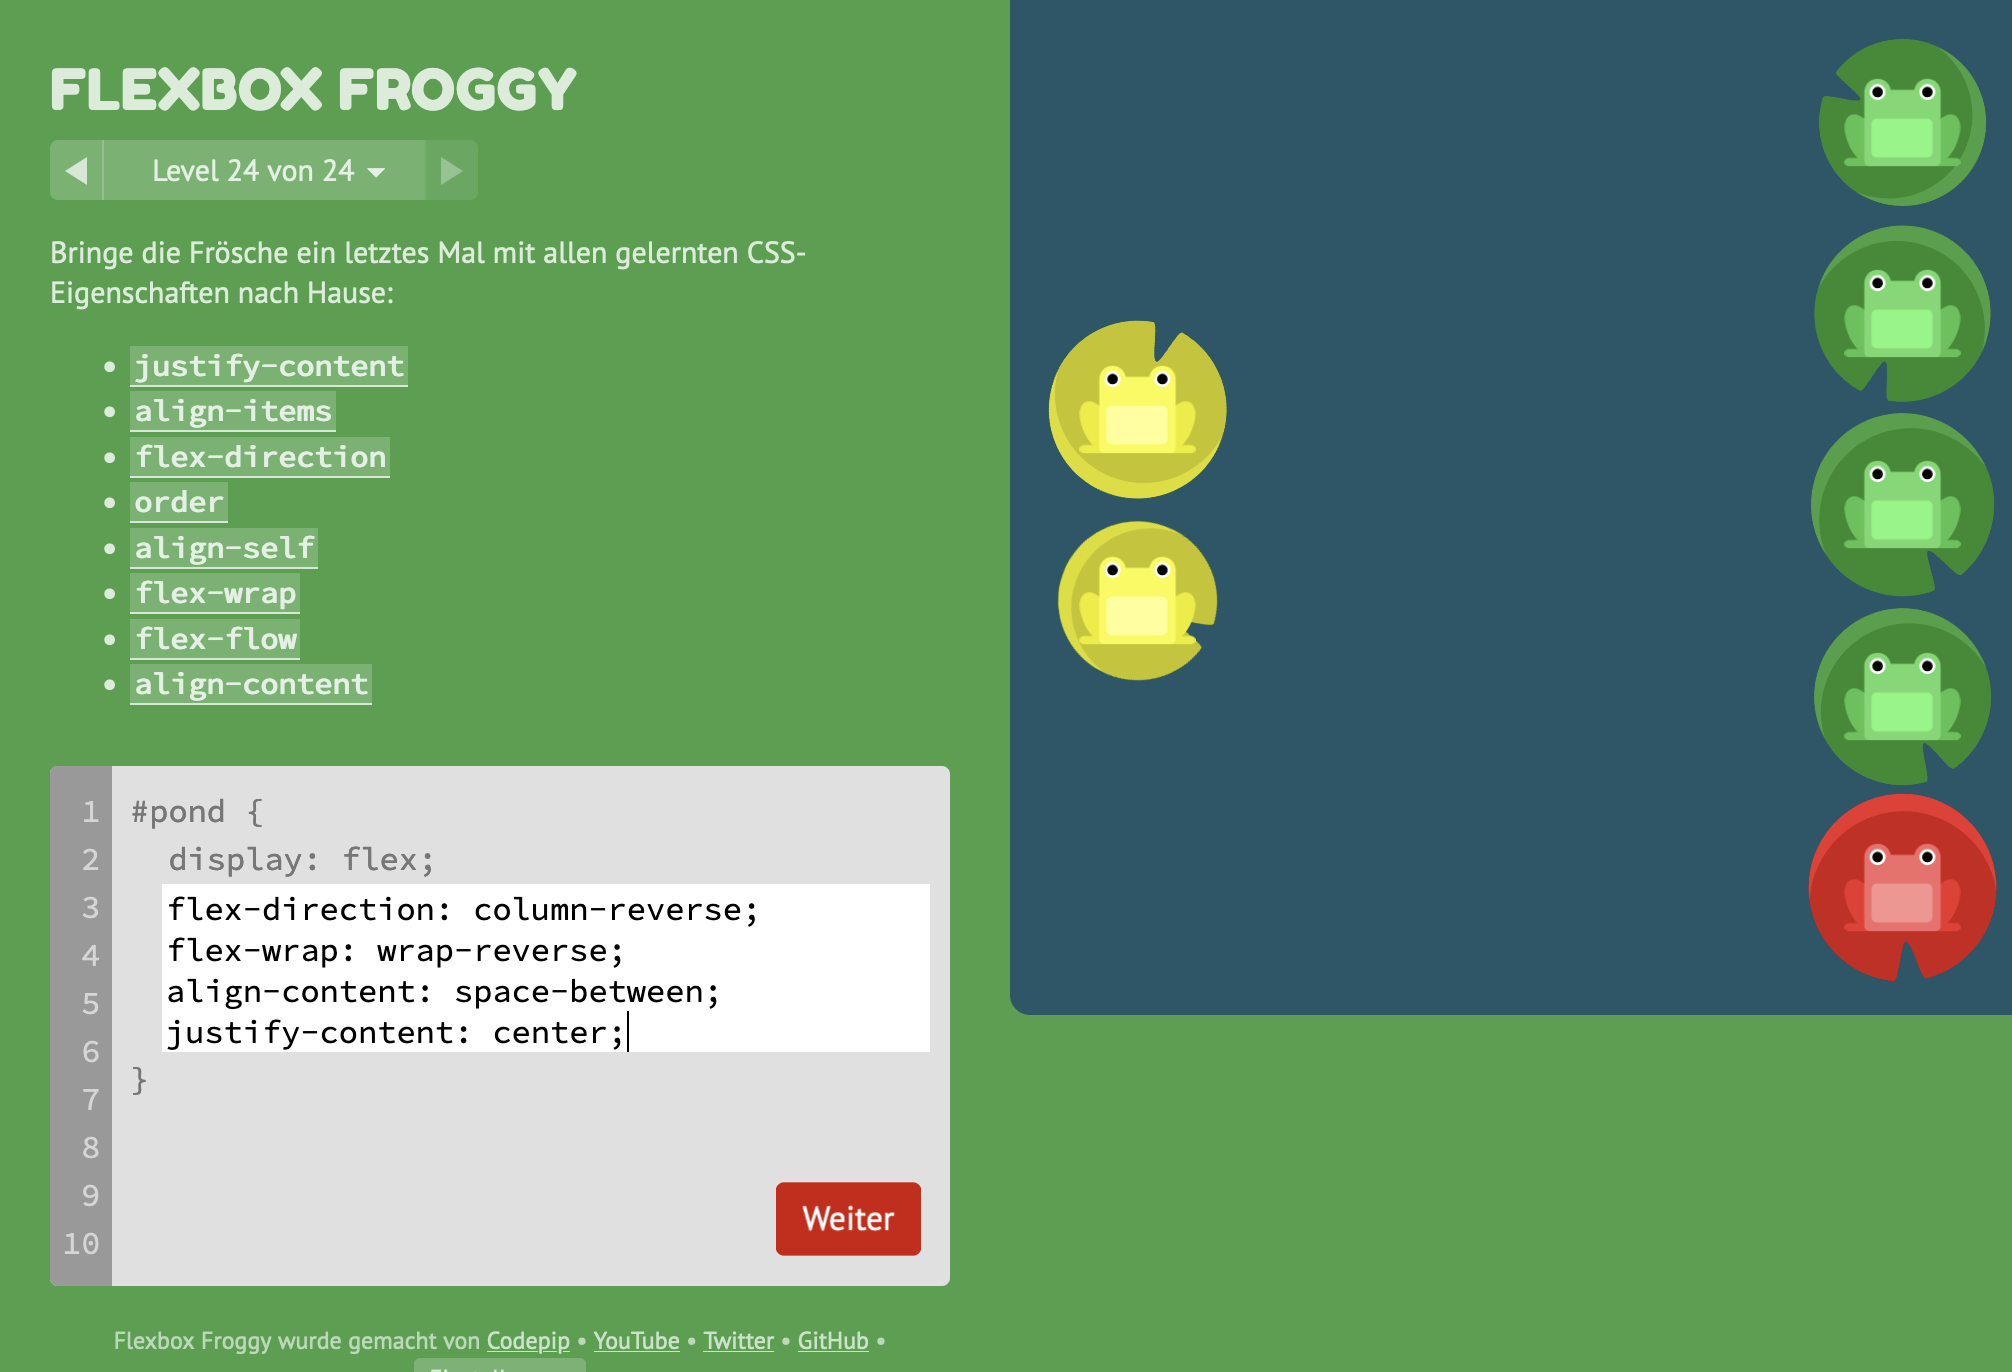 FLEXBOX FROGGY
Level 24 von 24
Bringe die Frösche ein letztes Mal mit allen gelernten CSS-
Eigenschaften nach Hause:
justify-content
align-items
flex-direction
order
align-self
flex-wrap
flex-flow
align-content
1 #pond {
2 display: flex;
3 flex-direction: column-reverse;
4 flex-wrap: wrap-reverse;
5 align-content: space-between;
6 justify-content: center;
7 }
8
9
10
Weiter
Flexbox Froggy wurde gemacht von Codepip • YouTube • Twitter • GitHub •